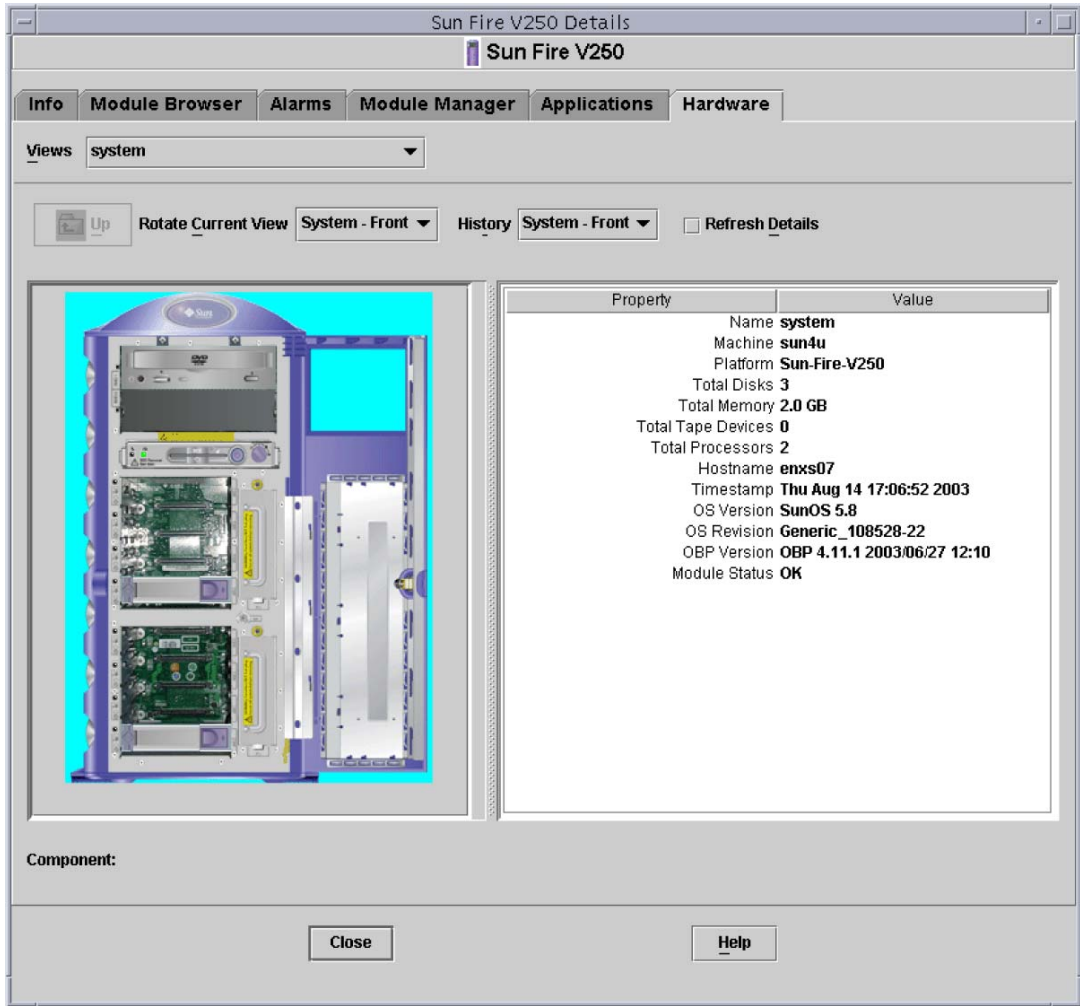 Sun Fire V250 Details
Sun Fire V250
Info Module Browser Alarms Module Manager Applications Hardware
Views system
Up Rotate Current View System - Front History System - Front Refresh Details
Sun
DVD
Property Value
Name system
Machine sun4u
Platform Sun-Fire-V250
Total Disks 3
Total Memory 2.0 GB
Total Tape Devices 0
Total Processors 2
Hostname enxs07
Timestamp Thu Aug 14 17:06:52 2003
OS Version SunOS 5.8
OS Revision Generic_108528-22
OBP Version OBP 4.11.1 2003/06/27 12:10
Module Status OK
Component:
Close Help